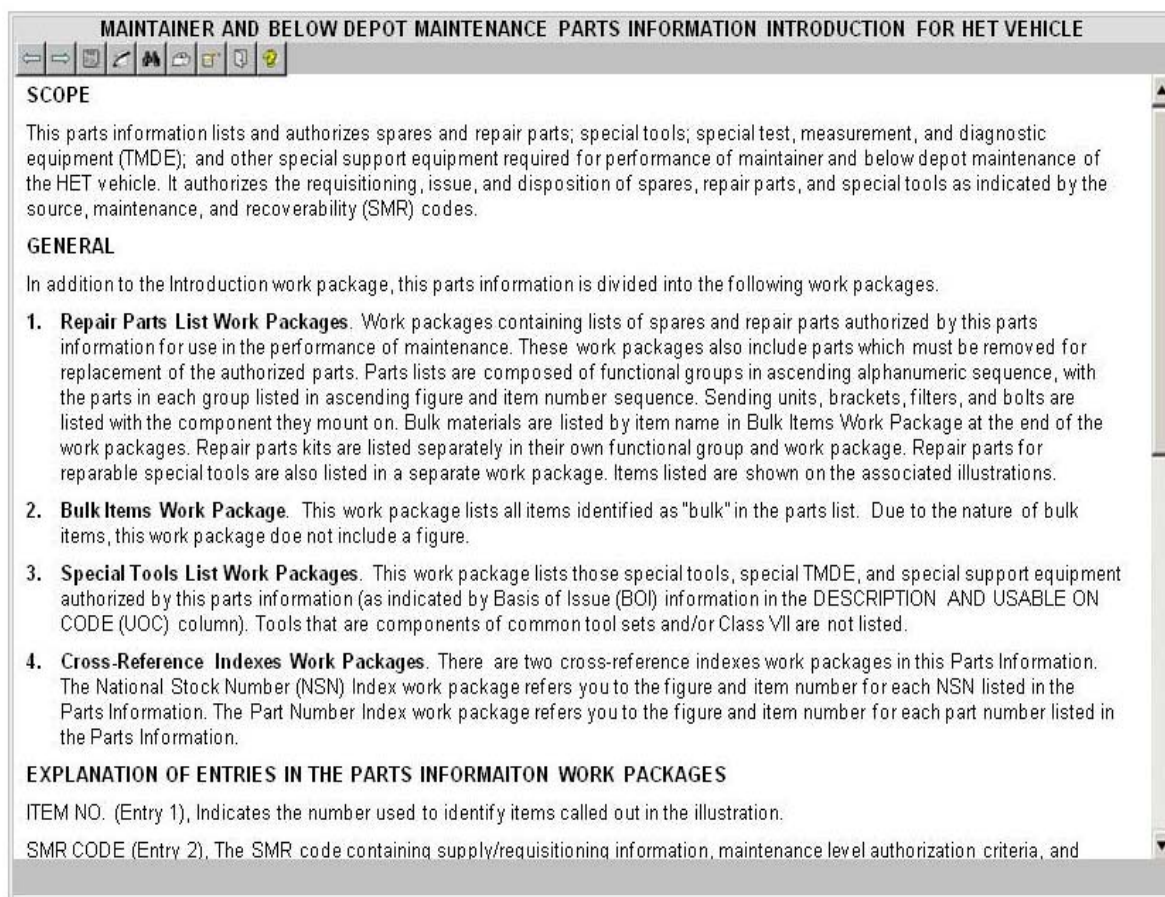 MAINTAINER AND BELOW DEPOT MAINTENANCE PARTS INFORMATION INTRODUCTION FOR HET VEHICLE
SCOPE
This parts information lists and authorizes spares and repair parts; special tools; special test, measurement, and diagnostic
equipment (TMDE); and other special support equipment required for performance of maintainer and below depot maintenance of
the HET vehicle. It authorizes the requisitioning, issue, and disposition of spares, repair parts, and special tools as indicated by the
source, maintenance, and recoverability (SMR) codes.
GENERAL
In addition to the Introduction work package, this parts information is divided into the following work packages.
1. Repair Parts List Work Packages. Work packages containing lists of spares and repair parts authorized by this parts
information for use in the performance of maintenance. These work packages also include parts which must be removed for
replacement of the authorized parts. Parts lists are composed of functional groups in ascending alphanumeric sequence, with
the parts in each group listed in ascending figure and item number sequence. Sending units, brackets, filters, and bolts are
listed with the component they mount on. Bulk materials are listed by item name in Bulk Items Work Package at the end of the
work packages. Repair parts kits are listed separately in their own functional group and work package. Repair parts for
reparable special tools are also listed in a separate work package. Items listed are shown on the associated illustrations.
2. Bulk Items Work Package. This work package lists all items identified as "bulk" in the parts list. Due to the nature of bulk
items, this work package doe not include a figure.
3. Special Tools List Work Packages. This work package lists those special tools, special TMDE, and special support equipment
authorized by this parts information (as indicated by Basis of Issue (BOI) information in the DESCRIPTION AND USABLE ON
CODE (UOC) column). Tools that are components of common tool sets and/or Class VII are not listed.
4. Cross-Reference Indexes Work Packages. There are two cross-reference indexes work packages in this Parts Information.
The National Stock Number (NSN) Index work package refers you to the figure and item number for each NSN listed in the
Parts Information. The Part Number Index work package refers you to the figure and item number for each part number listed in
the Parts Information.
EXPLANATION OF ENTRIES IN THE PARTS INFORMAITON WORK PACKAGES
ITEM NO. (Entry 1), Indicates the number used to identify items called out in the illustration.
SMR CODE (Entry 2), The SMR code containing supply/requisitioning information, maintenance level authorization criteria, and